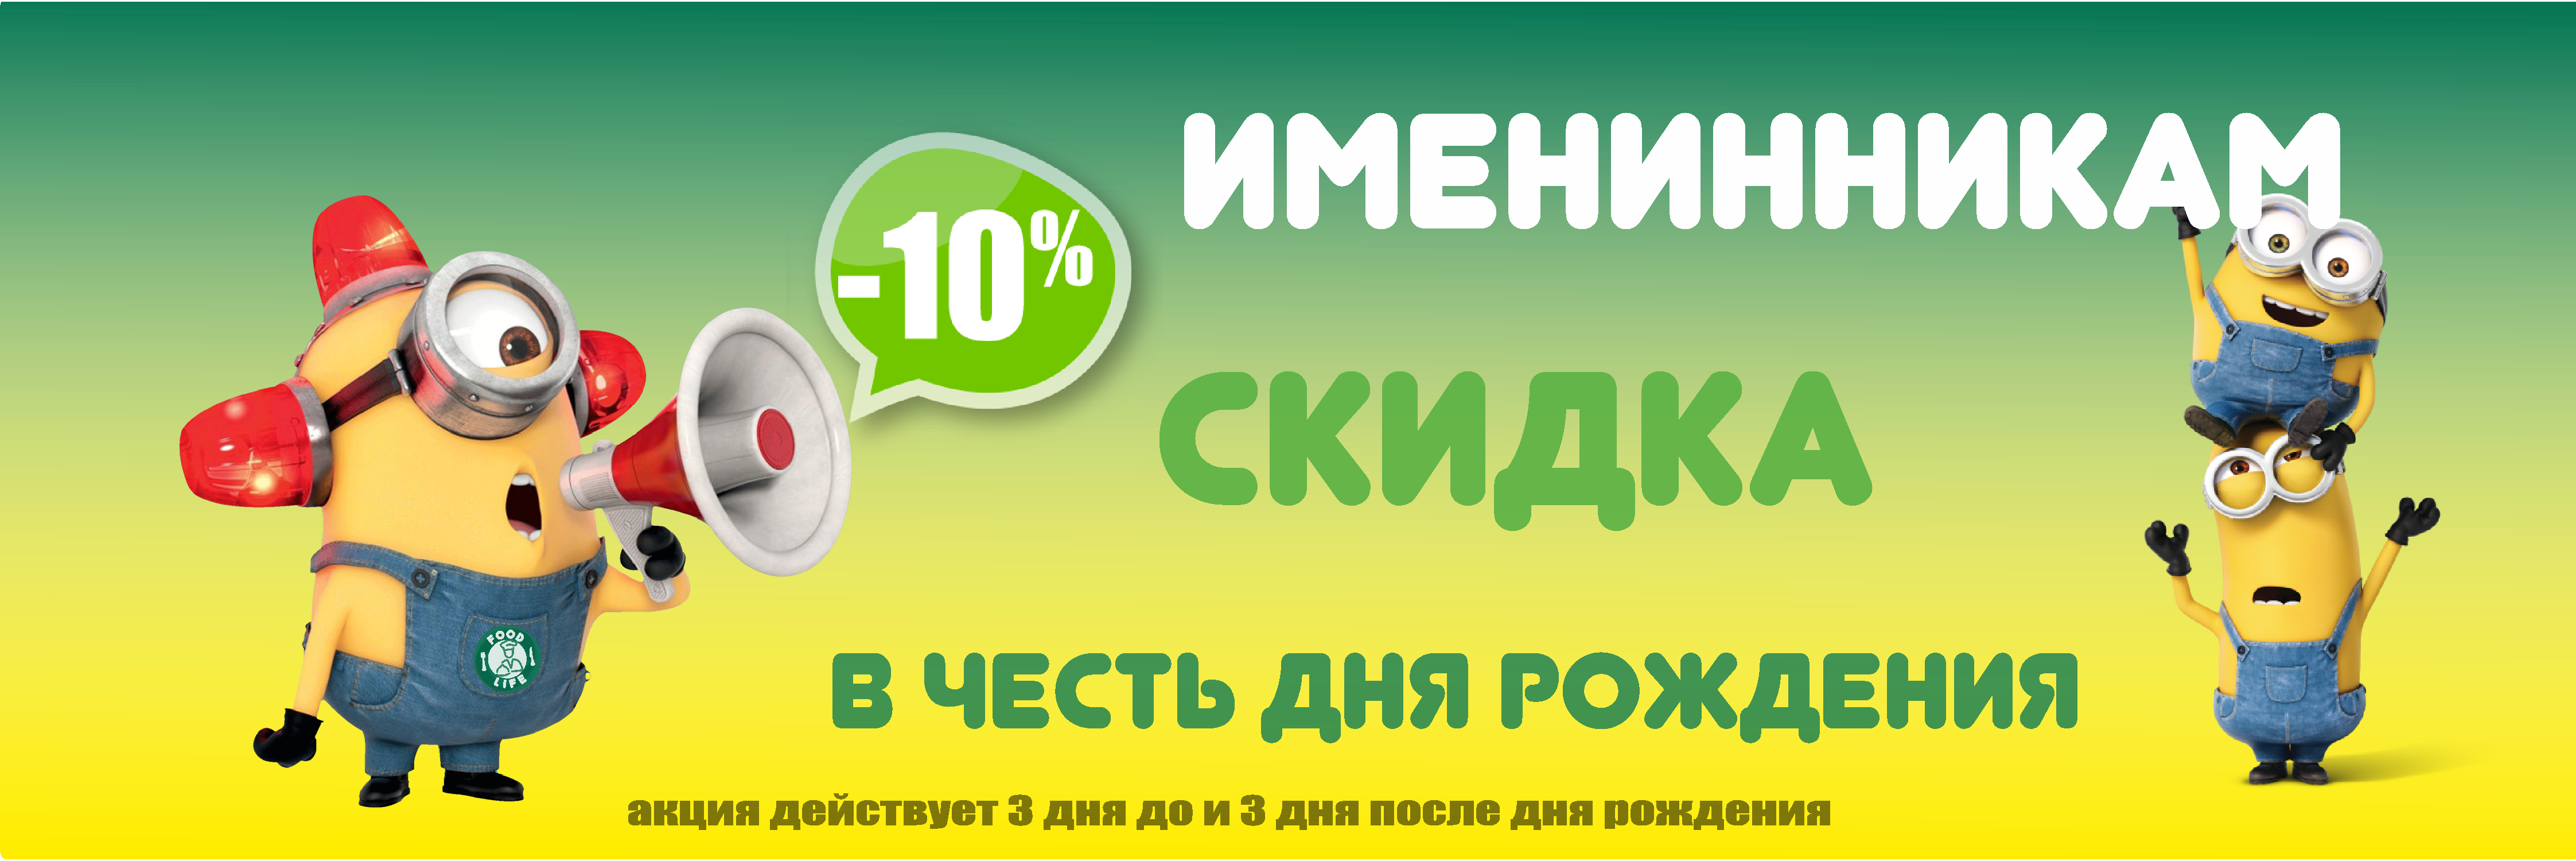 ИМЕНИННИКАМ
-10%
СКИДКА
FOOD
LIFE
В ЧЕСТЬ ДНЯ РОЖДЕНИЯ
акция действует 3 дня до и 3 дня после дня рождения